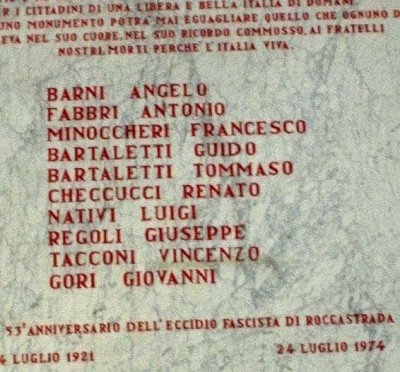 R I CITTADINI DI UNA LIBERA E BELLA ITALIA DI DOMANI
UNO MONUMENTO POTRÀ MAI EGUAGLIARE QUELLO CHE OGNUNO D
EVA NEL SUO CUORE, NEL SUO RICORDO COMMOSSO, AI FRATELLI
NOSTRI, MORTI PERCHÈ L'ITALIA VIVA.
BARNI ANGELO
FABBRI ANTONIO
MINOCCHERI FRANCESCO
BARTALETTI GUIDO
BARTALETTI TOMMASO
CHECCUCCI RENATO
NATIVI LUIGI
REGOLI GIUSEPPE
TACCONI VINCENZO
GORI GIOVANNI
53° ANNIVERSARIO DELL'ECCIDIO FASCISTA DI ROCCASTRADA
4 LUGLIO 1921 24 LUGLIO 1974